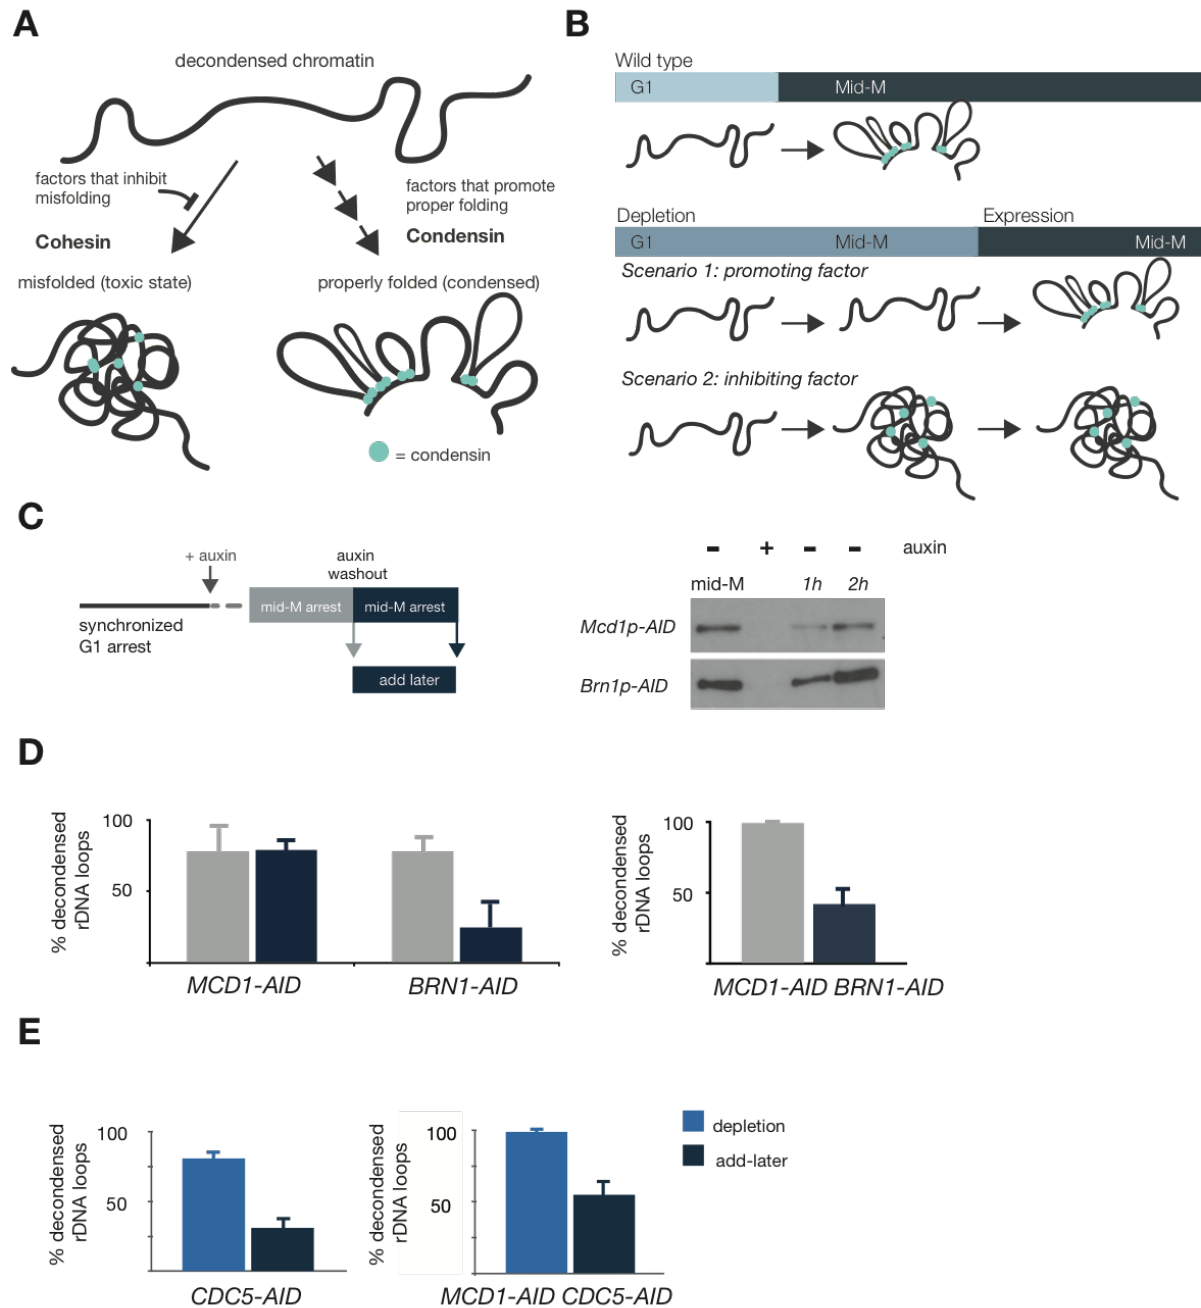 A
decondensed chromatin
factors that inhibit
misfolding
factors that promote
proper folding
Cohesin
Condensin
misfolded (toxic state)
properly folded (condensed)
= condensin
B
Wild type
G1
Mid-M
Depletion
Expression
G1
Mid-M
Mid-M
Scenario 1: promoting factor
Scenario 2: inhibiting factor
C
+ auxin
auxin
washout
mid-M arrest
mid-M arrest
synchronized
G1 arrest
add later
- + - - auxin
mid-M 1h 2h
Mcd1p-AID
Brn1p-AID
D
% decondensed
rDNA loops
100
50
MCD1-AID
BRN1-AID
% decondensed
rDNA loops
100
50
MCD1-AID BRN1-AID
E
% decondensed
rDNA loops
100
50
CDC5-AID
% decondensed
rDNA loops
100
50
MCD1-AID CDC5-AID
depletion
add-later